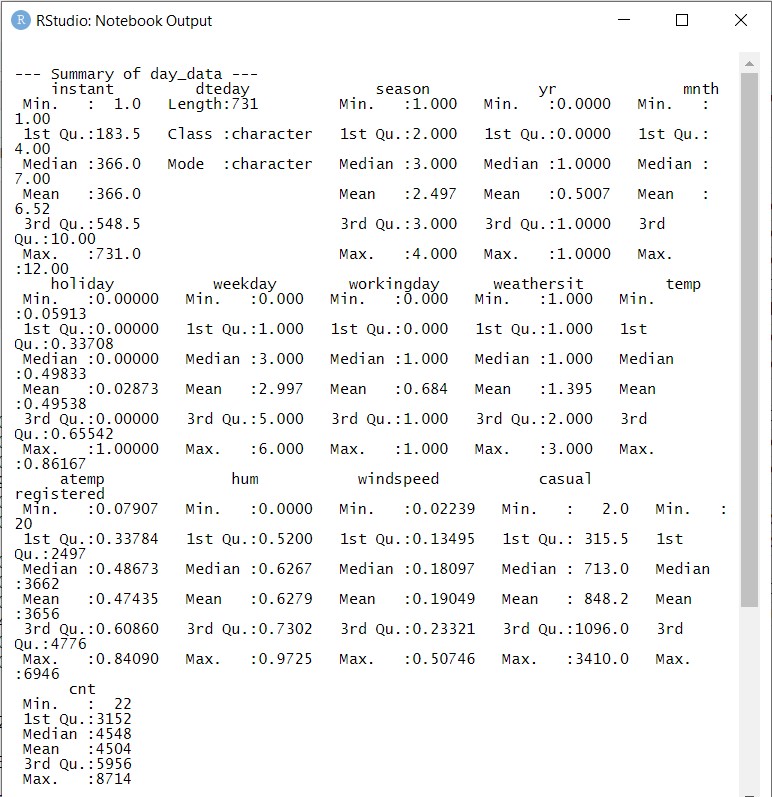 R RStudio: Notebook Output
--- Summary of day_data ---
    instant         dteday              season            yr              mnth
 Min.   :  1.0   Length:731         Min.   :1.000   Min.   :0.0000   Min.   :
1.00
 1st Qu.:183.5   Class :character   1st Qu.:2.000   1st Qu.:0.0000   1st Qu.:
4.00
 Median :366.0   Mode  :character   Median :3.000   Median :1.0000   Median :
7.00
 Mean   :366.0                      Mean   :2.497   Mean   :0.5007   Mean   :
6.52
 3rd Qu.:548.5                      3rd Qu.:3.000   3rd Qu.:1.0000   3rd
Qu.:10.00
 Max.   :731.0                      Max.   :4.000   Max.   :1.0000   Max.
:12.00
    holiday           weekday        workingday      weathersit         temp
 Min.   :0.00000   Min.   :0.000   Min.   :0.000   Min.   :1.000   Min.
:0.05913
 1st Qu.:0.00000   1st Qu.:1.000   1st Qu.:0.000   1st Qu.:1.000   1st
Qu.:0.33708
 Median :0.00000   Median :3.000   Median :1.000   Median :1.000   Median
:0.49833
 Mean   :0.02873   Mean   :2.997   Mean   :0.684   Mean   :1.395   Mean
:0.49538
 3rd Qu.:0.00000   3rd Qu.:5.000   3rd Qu.:1.000   3rd Qu.:2.000   3rd
Qu.:0.65542
 Max.   :1.00000   Max.   :6.000   Max.   :1.000   Max.   :3.000   Max.
:0.86167
     atemp              hum           windspeed           casual
registered
 Min.   :0.07907   Min.   :0.0000   Min.   :0.02239   Min.   :   2.0   Min.   :
20
 1st Qu.:0.33784   1st Qu.:0.5200   1st Qu.:0.13495   1st Qu.: 315.5   1st
Qu.:2497
 Median :0.48673   Median :0.6267   Median :0.18097   Median : 713.0   Median
:3662
 Mean   :0.47435   Mean   :0.6279   Mean   :0.19049   Mean   : 848.2   Mean
:3656
 3rd Qu.:0.60860   3rd Qu.:0.7302   3rd Qu.:0.23321   3rd Qu.:1096.0   3rd
Qu.:4776
 Max.   :0.84090   Max.   :0.9725   Max.   :0.50746   Max.   :3410.0   Max.
:6946
      cnt
 Min.   :  22
 1st Qu.:3152
 Median :4548
 Mean   :4504
 3rd Qu.:5956
 Max.   :8714